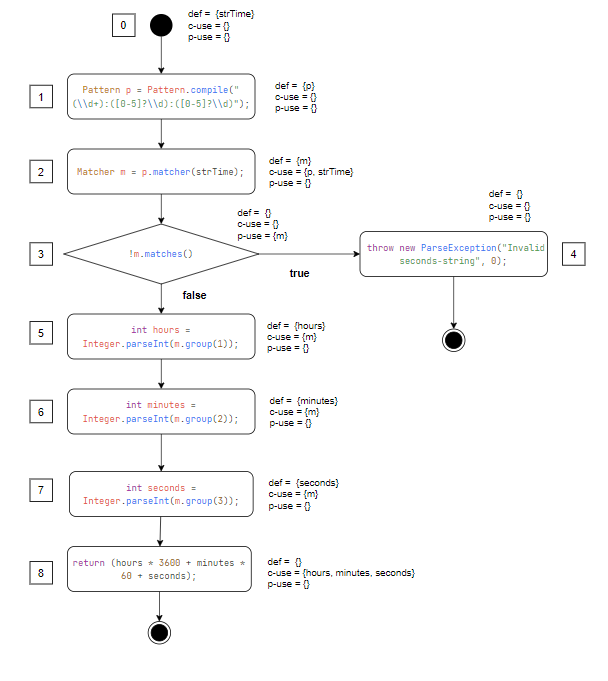 0
def = {strTime}
c-use = {}
p-use = {}
1
Pattern p = Pattern.compile("
(\\d+):([0-5]?\\d):([0-5]?\\d)");
def = {p}
c-use = {}
p-use = {}
2
Matcher m = p.matcher(strTime);
def = {m}
c-use = {p, strTime}
p-use = {}
3
!m.matches()
def = {}
c-use = {}
p-use = {m}
true
false
def = {}
c-use = {}
p-use = {}
throw new ParseException("Invalid
seconds-string", 0);
4
5
int hours =
Integer.parseInt(m.group(1));
def = {hours}
c-use = {m}
p-use = {}
6
int minutes =
Integer.parseInt(m.group(2));
def = {minutes}
c-use = {m}
p-use = {}
7
int seconds =
Integer.parseInt(m.group(3));
def = {seconds}
c-use = {m}
p-use = {}
8
return (hours * 3600 + minutes *
60 + seconds);
def = {}
c-use = {hours, minutes, seconds}
p-use = {}